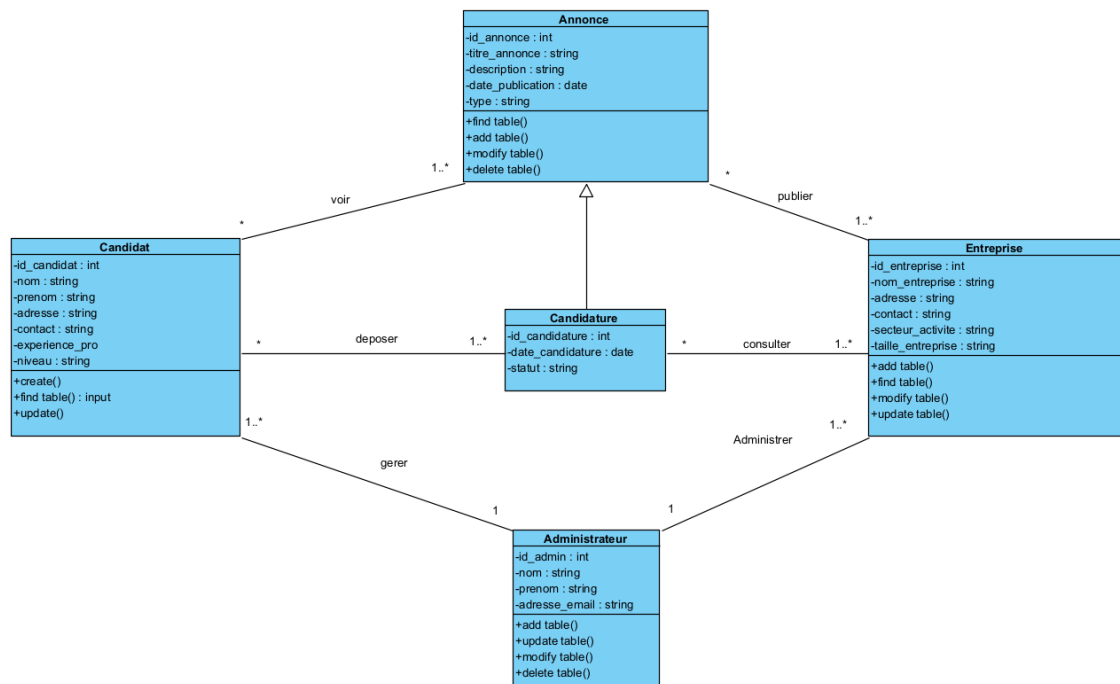 Annonce
-id_annonce : int
-titre_annonce : string
-description : string
-date_publication : date
-type : string
+find table()
+add table()
+modify table()
+delete table()
1..*
*
voir
publier
*
1..*
Candidat
-id_candidat : int
-nom : string
-prenom : string
-adresse : string
-contact : string
-experience_pro
-niveau : string
+create()
+find table() : input
+update()
Entreprise
-id_entreprise : int
-nom_entreprise : string
-adresse : string
-contact : string
-secteur_activite : string
-taille_entreprise : string
+add table()
+find table()
+modify table()
+update table()
Candidature
-id_candidature : int
-date_candidature : date
-statut : string
*
deposer
1..*
*
consulter
1..*
1..*
1..*
Administrer
gerer
1
1
Administrateur
-id_admin : int
-nom : string
-prenom : string
-adresse_email : string
+add table()
+update table()
+modify table()
+delete table()